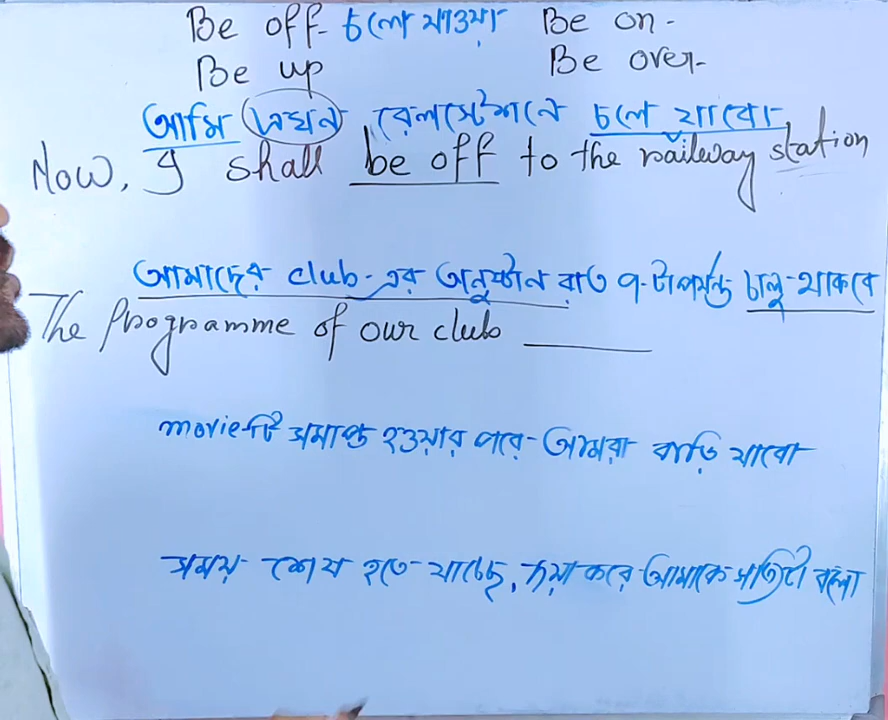 Be off- চলে যাওয়া Be on-
Be up Be over-
আমি এখন রেলস্টেশনে চলে যাবো,
Now, I shall be off to the railway station
আমাদের club-এর অনুষ্ঠান রাত ৭-টাপর্যন্ত চালু-থাকবে
The Programme of our club
movie-টি সমাপ্ত হওয়ার পরে-আমরা বাড়ি যাবো
সময়- শেষ হতে-যাচ্ছে, দয়া করে-আমাকে-সত্যিটা বলো